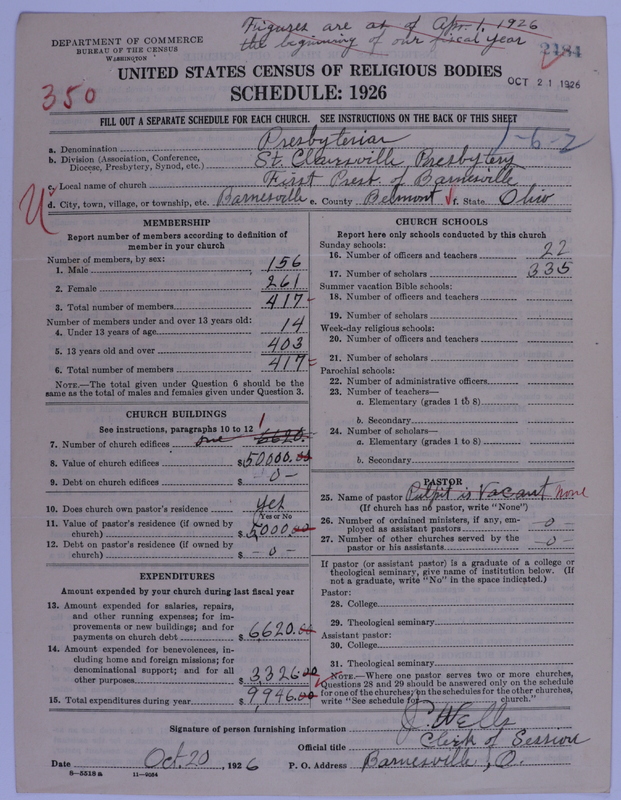 Figures are as of Apr. 1, 1926
the beginning of our fiscal year
DEPARTMENT OF COMMERCE
BUREAU OF THE CENSUS
WASHINGTON
2184
OCT 21 1926
UNITED STATES CENSUS OF RELIGIOUS BODIES
SCHEDULE: 1926
350
FILL OUT A SEPARATE SCHEDULE FOR EACH CHURCH. SEE INSTRUCTIONS ON THE BACK OF THIS SHEET
1-6-2
a. Denomination Presbyterian
b. Division (Association, Conference, Diocese, Presbytery, Synod, etc.) St. Clairsville Presbytery
c. Local name of church First Pres. of Barnesville
d. City, town, village, or township, etc. Barnesville e. County Belmont f. State Ohio
U
MEMBERSHIP
Report number of members according to definition of
member in your church
Number of members, by sex:
1. Male 156
2. Female 261
3. Total number of members 417
Number of members under and over 13 years old:
4. Under 13 years of age 14
5. 13 years old and over 403
6. Total number of members 417
NOTE.—The total given under Question 6 should be the
same as the total of males and females given under Question 3.
CHURCH BUILDINGS
See instructions, paragraphs 10 to 12
1
7. Number of church edifices one 6620.
8. Value of church edifices $50000.00
9. Debt on church edifices $ -0-
10. Does church own pastor's residence Yes
Yes or No
11. Value of pastor's residence (if owned by
church) $5,000.00
12. Debt on pastor's residence (if owned by
church) $ -0-
EXPENDITURES
Amount expended by your church during last fiscal year
13. Amount expended for salaries, repairs,
and other running expenses; for im-
provements or new buildings; and for
payments on church debt $6,620.00
14. Amount expended for benevolences, in-
cluding home and foreign missions; for
denominational support; and for all
other purposes $3,326.00
15. Total expenditures during year $9,946.00
CHURCH SCHOOLS
Report here only schools conducted by this church
Sunday schools:
16. Number of officers and teachers 22
17. Number of scholars 335
Summer vacation Bible schools:
18. Number of officers and teachers
19. Number of scholars
Week-day religious schools:
20. Number of officers and teachers
21. Number of scholars
Parochial schools:
22. Number of administrative officers
23. Number of teachers—
a. Elementary (grades 1 to 8)
b. Secondary
24. Number of scholars—
a. Elementary (grades 1 to 8)
b. Secondary
PASTOR
25. Name of pastor Pulpit is Vacant None
(If church has no pastor, write "None")
26. Number of ordained ministers, if any, em-
ployed as assistant pastors -0-
27. Number of other churches served by the
pastor or his assistants -0-
If pastor (or assistant pastor) is a graduate of a college or
theological seminary, give name of institution below. (If
not a graduate, write "No" in the space indicated.)
Pastor:
28. College
29. Theological seminary
Assistant pastor:
30. College
31. Theological seminary
NOTE.—Where one pastor serves two or more churches,
Questions 28 and 29 should be answered only on the schedule
for one of the churches; on the schedules for the other churches,
write "See schedule for church."
Signature of person furnishing information J. C. Wells
Official title Clerk of Session
Date Oct. 20, 1926 P. O. Address Barnesville, O.
8-5518 a 11-9084